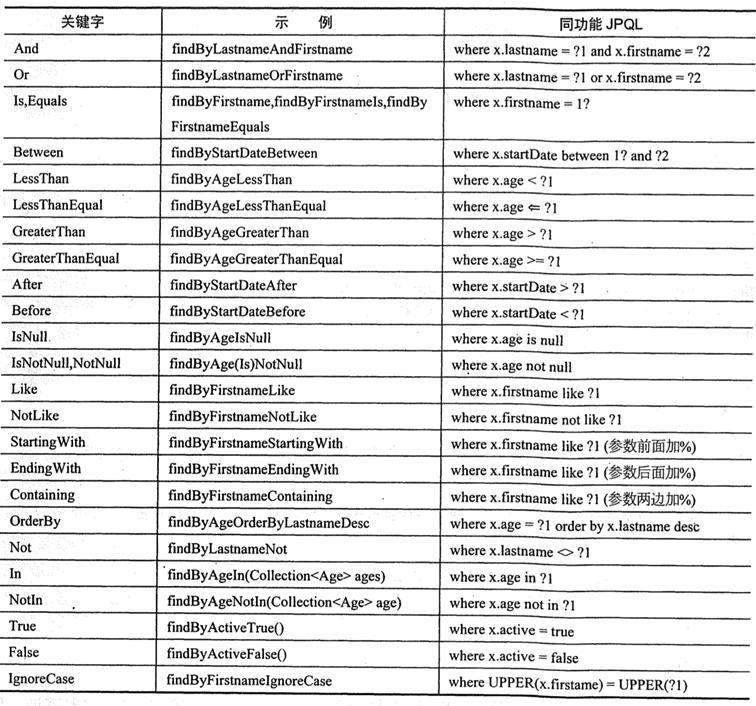 关键字 示 例 同功能 JPQL
And findByLastnameAndFirstname where x.lastname = ?1 and x.firstname = ?2
Or findByLastnameOrFirstname where x.lastname = ?1 or x.firstname = ?2
Is,Equals findByFirstname,findByFirstnameIs,findBy where x.firstname = 1?
FirstnameEquals
Between findByStartDateBetween where x.startDate between 1? and ?2
LessThan findByAgeLessThan where x.age < ?1
LessThanEqual findByAgeLessThanEqual where x.age ⇐ ?1
GreaterThan findByAgeGreaterThan where x.age > ?1
GreaterThanEqual findByAgeGreaterThanEqual where x.age >= ?1
After findByStartDateAfter where x.startDate > ?1
Before findByStartDateBefore where x.startDate < ?1
IsNull findByAgeIsNull where x.age is null
IsNotNull,NotNull findByAge(Is)NotNull where x.age not null
Like findByFirstnameLike where x.firstname like ?1
NotLike findByFirstnameNotLike where x.firstname not like ?1
StartingWith findByFirstnameStartingWith where x.firstname like ?1 (参数前面加%)
EndingWith findByFirstnameEndingWith where x.firstname like ?1 (参数后面加%)
Containing findByFirstnameContaining where x.firstname like ?1 (参数两边加%)
OrderBy findByAgeOrderByLastnameDesc where x.age = ?1 order by x.lastname desc
Not findByLastnameNot where x.lastname <> ?1
In findByAgeIn(Collection<Age> ages) where x.age in ?1
NotIn findByAgeNotIn(Collection<Age> age) where x.age not in ?1
True findByActiveTrue() where x.active = true
False findByActiveFalse() where x.active = false
IgnoreCase findByFirstnameIgnoreCase where UPPER(x.firstame) = UPPER(?1)